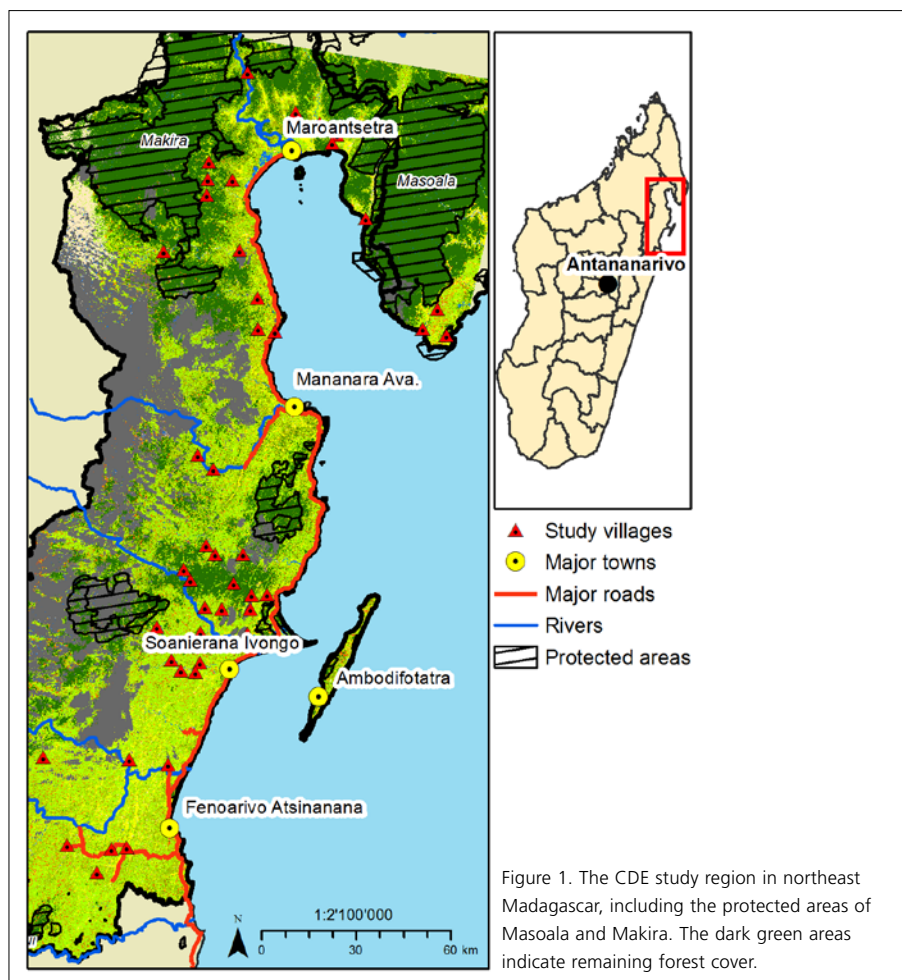 Maroantsetra
Makira
Masoala
Mananara Ava.
Soanierana Ivongo
Ambodifotatra
Fenoarivo Atsinanana
N
1:2'100'000
0 30 60 km
Antananarivo
Study villages
Major towns
Major roads
Rivers
Protected areas
Figure 1. The CDE study region in northeast
Madagascar, including the protected areas of
Masoala and Makira. The dark green areas
indicate remaining forest cover.